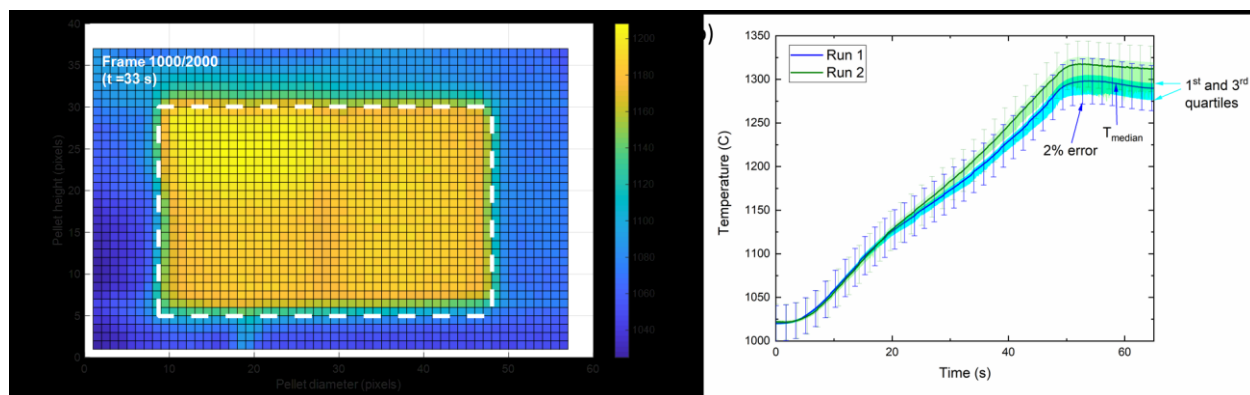 40
35
30
25
20
15
10
5
0
Pellet height (pixels)
Frame 1000/2000
(t =33 s)
0 10 20 30 40 50 60
Pellet diameter (pixels)
1200
1180
1160
1140
1120
1100
1080
1060
1040
)
1350
1300
1250
1200
1150
1100
1050
1000
Temperature (C)
Run 1
Run 2
1st and 3rd
quartiles
Tmedian
2% error
0 20 40 60
Time (s)